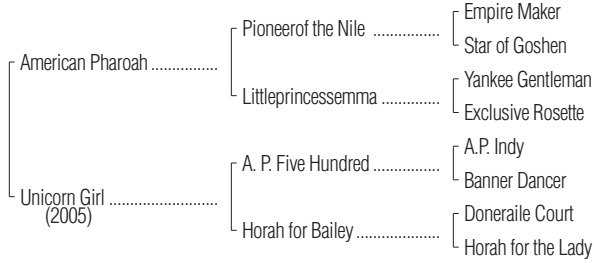 Empire Maker
Pioneerof the Nile ................
Star of Goshen
American Pharoah ................
Yankee Gentleman
Littleprincessemma ..............
Exclusive Rosette
A.P. Indy
A. P. Five Hundred ................
Banner Dancer
Unicorn Girl ..........................
(2005)
Doneraile Court
Horah for Bailey ....................
Horah for the Lady